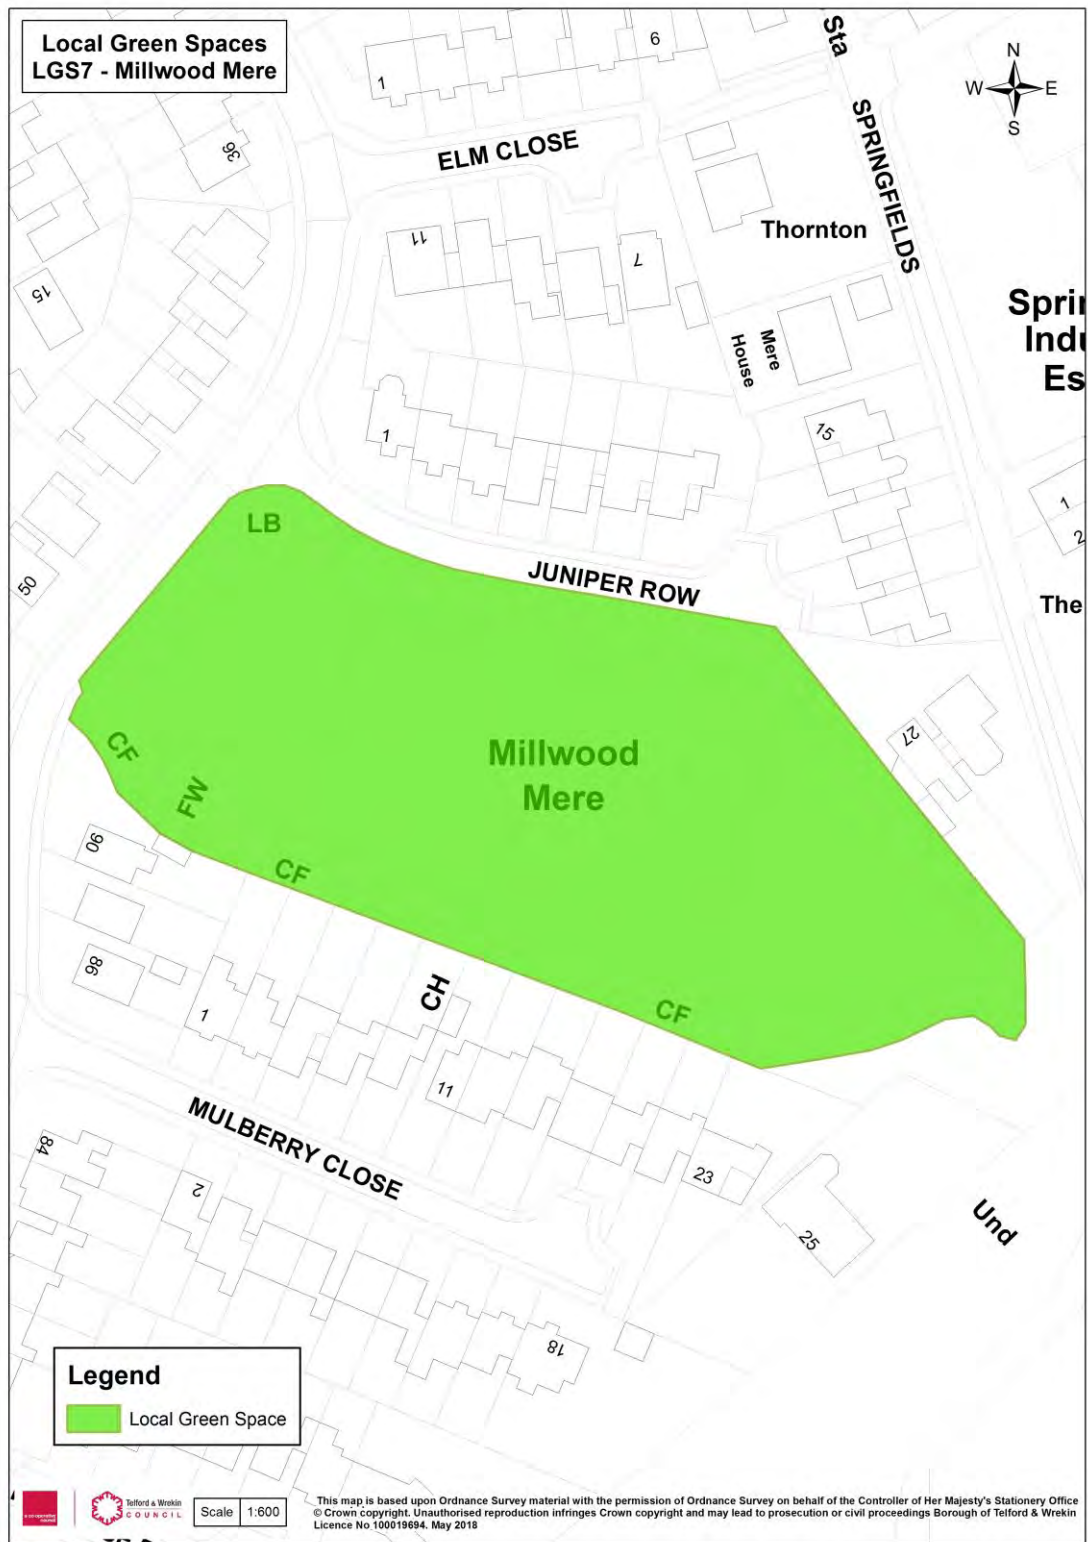 Local Green Spaces
LGS7 - Millwood Mere
N
W E
S
Sta
SPRINGFIELDS
1
6
36
ELM CLOSE
Thornton
11
7
15
Sprin
Indu
Es
Mere
House
1
15
1
2
LB
JUNIPER ROW
50
The
27
Millwood
Mere
CF
FW
90
CF
86
CH
CF
1
11
MULBERRY CLOSE
84
2
23
25
Und
18
Legend
Local Green Space
a co-operative
council
Telford & Wrekin
COUNCIL
Scale 1:600
This map is based upon Ordnance Survey material with the permission of Ordnance Survey on behalf of the Controller of Her Majesty's Stationery Office
© Crown copyright. Unauthorised reproduction infringes Crown copyright and may lead to prosecution or civil proceedings Borough of Telford & Wrekin
Licence No 100019694. May 2018